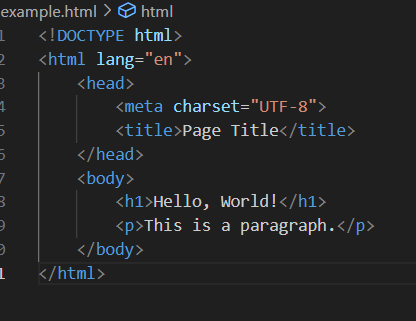 example.html > html
1 <!DOCTYPE html>
2 <html lang="en">
3     <head>
4         <meta charset="UTF-8">
5         <title>Page Title</title>
6     </head>
7     <body>
8         <h1>Hello, World!</h1>
9         <p>This is a paragraph.</p>
0     </body>
1 </html>